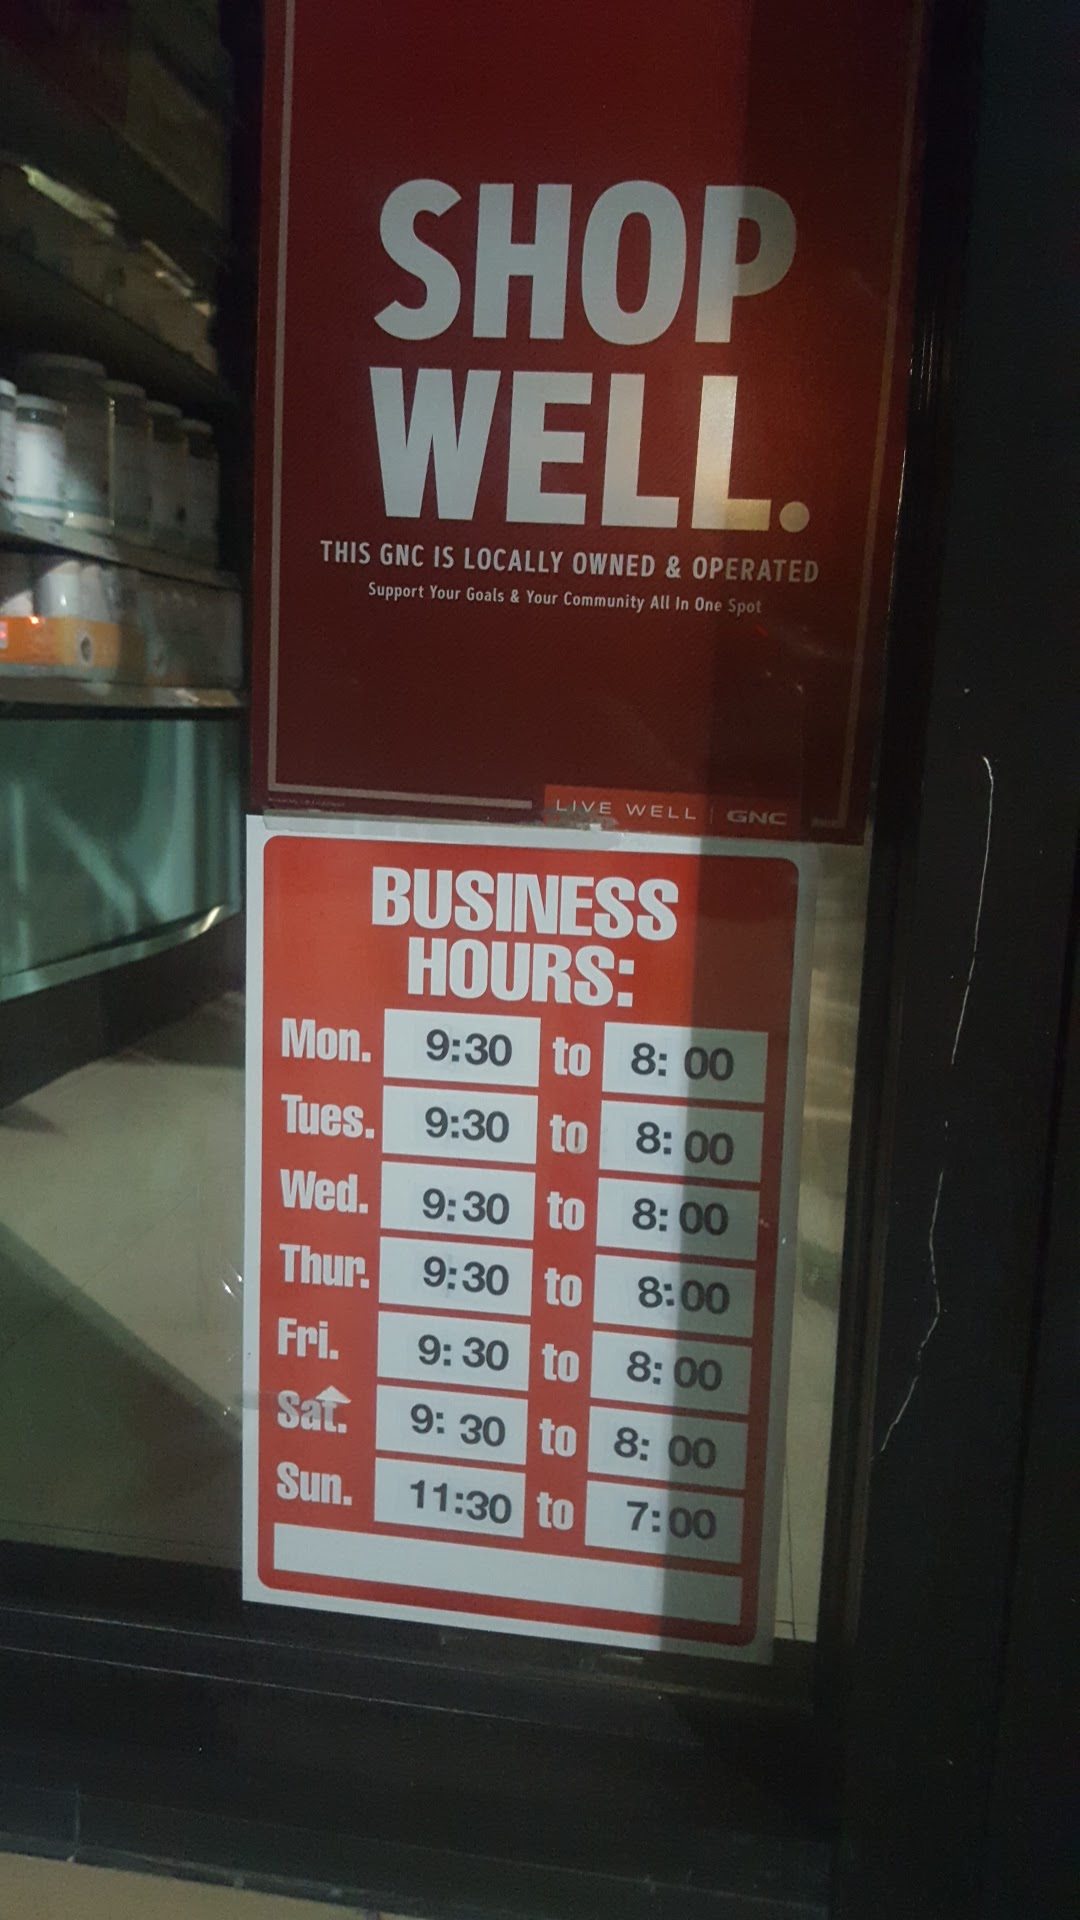 SHOP
WELL.
THIS GNC IS LOCALLY OWNED & OPERATED
Support Your Goals & Your Community All In One Spot
LIVE WELL | GNC
BUSINESS
HOURS:
Mon. 9:30 to 8: 00
Tues. 9:30 to 8: 00
Wed. 9:30 to 8: 00
Thur. 9:30 to 8:00
Fri. 9: 30 to 8: 00
Sat. 9: 30 to 8: 00
Sun. 11:30 to 7:00